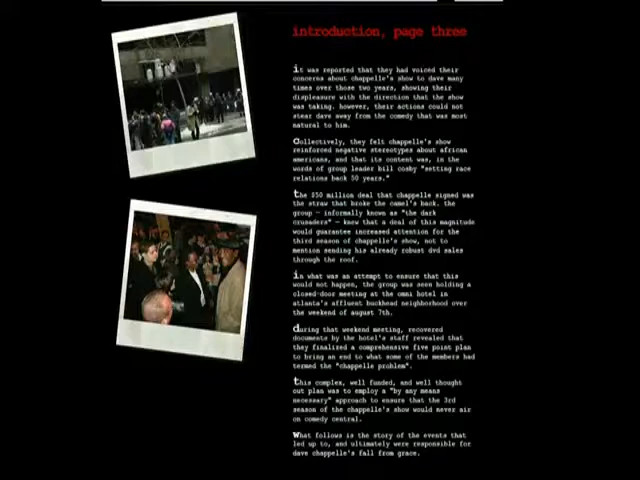 introduction, page three
it was reported that they had voiced their
concerns about chappelle's show to dave many
times over those two years, showing their
displeasure with the direction that the show
was taking. however, their actions could not
stear dave away from the comedy that was most
natural to him.
Collectively, they felt chappelle's show
reinforced negative stereotypes about african
americans, and that its content was, in the
words of group leader bill cosby "setting race
relations back 50 years."
the $50 million deal that chappelle signed was
the straw that broke the camel's back. the
group - informally known as "the dark
crusaders" - knew that a deal of this magnitude
would guarantee increased attention for the
third season of chappelle's show, not to
mention sending his already robust dvd sales
through the roof.
in what was an attempt to ensure that this
would not happen, the group was seen holding a
closed-door meeting at the omni hotel in
atlanta's affluent buckhead neighborhood over
the weekend of august 7th.
during that weekend meeting, recovered
documents by the hotel's staff revealed that
they finalized a comprehensive five point plan
to bring an end to what some of the members had
termed the "chappelle problem".
this complex, well funded, and well thought
out plan was to employ a "by any means
necessary" approach to ensure that the 3rd
season of the chappelle's show would never air
on comedy central.
What follows is the story of the events that
led up to, and ultimately were responsible for
dave chappelle's fall from grace.